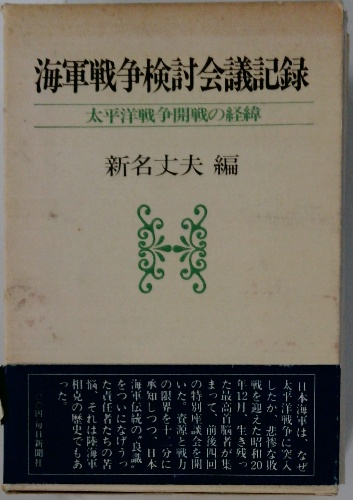 海軍戦争検討会議記録
太平洋戦争開戦の経緯
新名丈夫 編
日本海軍は、なぜ
太平洋戦争に突入
したか、悲惨な敗
戦を迎えた昭和20
年12月、生き残っ
た最高首脳者が集
まって、前後四回
の特別座談会を開
いた。資源と戦力
の限界を十二分に
承知しつつ、日本
海軍伝統の“良識”
をついになげうっ
た責任者たちの苦
悩、それは陸海軍
相克の歴史でもあ
った。
毎日新聞社